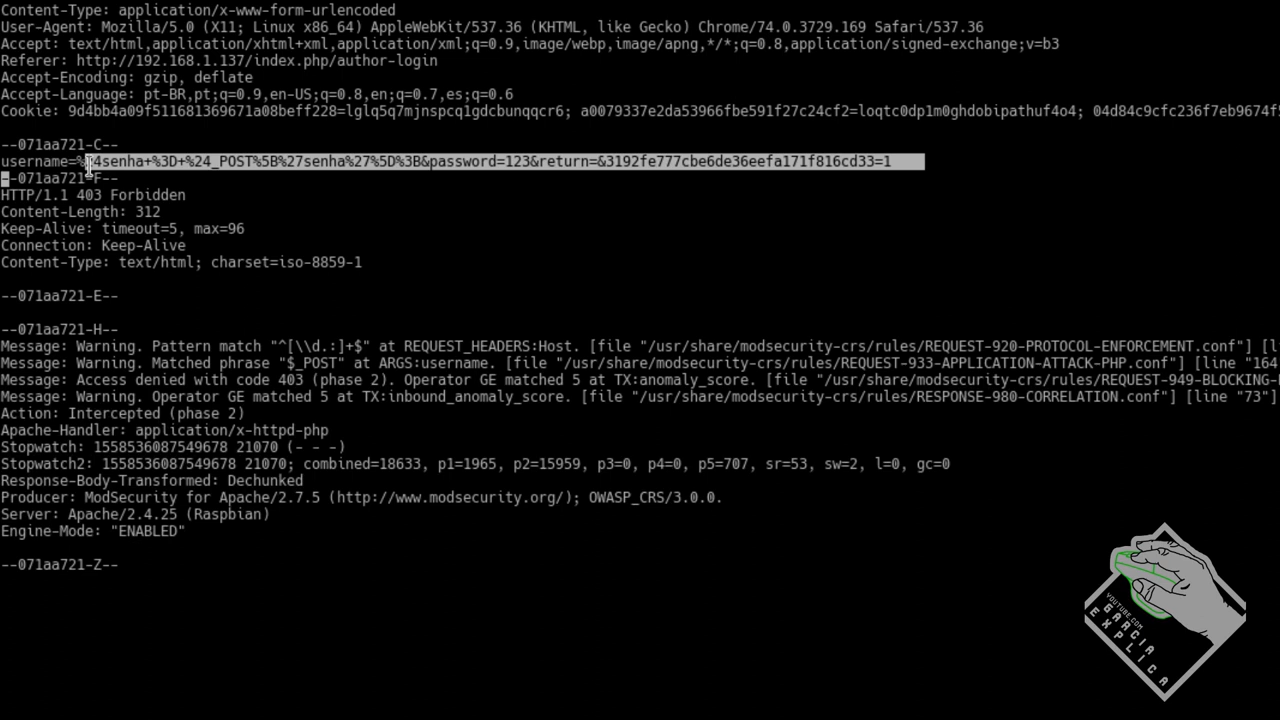 Content-Type: application/x-www-form-urlencoded
User-Agent: Mozilla/5.0 (X11; Linux x86_64) AppleWebKit/537.36 (KHTML, like Gecko) Chrome/74.0.3729.169 Safari/537.36
Accept: text/html,application/xhtml+xml,application/xml;q=0.9,image/webp,image/apng,*/*;q=0.8,application/signed-exchange;v=b3
Referer: http://192.168.1.137/index.php/author-login
Accept-Encoding: gzip, deflate
Accept-Language: pt-BR,pt;q=0.9,en-US;q=0.8,en;q=0.7,es;q=0.6
Cookie: 9d4bb4a09f511681369671a08beff228=lglq5q7mjnspcq1gdcbunqqcr6; a0079337e2da53966fbe591f27c24cf2=loqtc0dp1m0ghdobipathuf4o4; 04d84c9cfc236f7eb9674f5
--071aa721-C--
username=%24senha+%3D+%24_POST%5B%27senha%27%5D%3B&password=123&return=&3192fe777cbe6de36eefa171f816cd33=1
--071aa721-F--
HTTP/1.1 403 Forbidden
Content-Length: 312
Keep-Alive: timeout=5, max=96
Connection: Keep-Alive
Content-Type: text/html; charset=iso-8859-1
--071aa721-E--
--071aa721-H--
Message: Warning. Pattern match "^[\\d.:]+$" at REQUEST_HEADERS:Host. [file "/usr/share/modsecurity-crs/rules/REQUEST-920-PROTOCOL-ENFORCEMENT.conf"] [l
Message: Warning. Matched phrase "$_POST" at ARGS:username. [file "/usr/share/modsecurity-crs/rules/REQUEST-933-APPLICATION-ATTACK-PHP.conf"] [line "164
Message: Access denied with code 403 (phase 2). Operator GE matched 5 at TX:anomaly_score. [file "/usr/share/modsecurity-crs/rules/REQUEST-949-BLOCKING-
Message: Warning. Operator GE matched 5 at TX:inbound_anomaly_score. [file "/usr/share/modsecurity-crs/rules/RESPONSE-980-CORRELATION.conf"] [line "73"]
Action: Intercepted (phase 2)
Apache-Handler: application/x-httpd-php
Stopwatch: 1558536087549678 21070 (- - -)
Stopwatch2: 1558536087549678 21070; combined=18633, p1=1965, p2=15959, p3=0, p4=0, p5=707, sr=53, sw=2, l=0, gc=0
Response-Body-Transformed: Dechunked
Producer: ModSecurity for Apache/2.7.5 (http://www.modsecurity.org/); OWASP_CRS/3.0.0.
Server: Apache/2.4.25 (Raspbian)
Engine-Mode: "ENABLED"
--071aa721-Z--
YOUTUBE.COM
GARCIA
EXPLICA